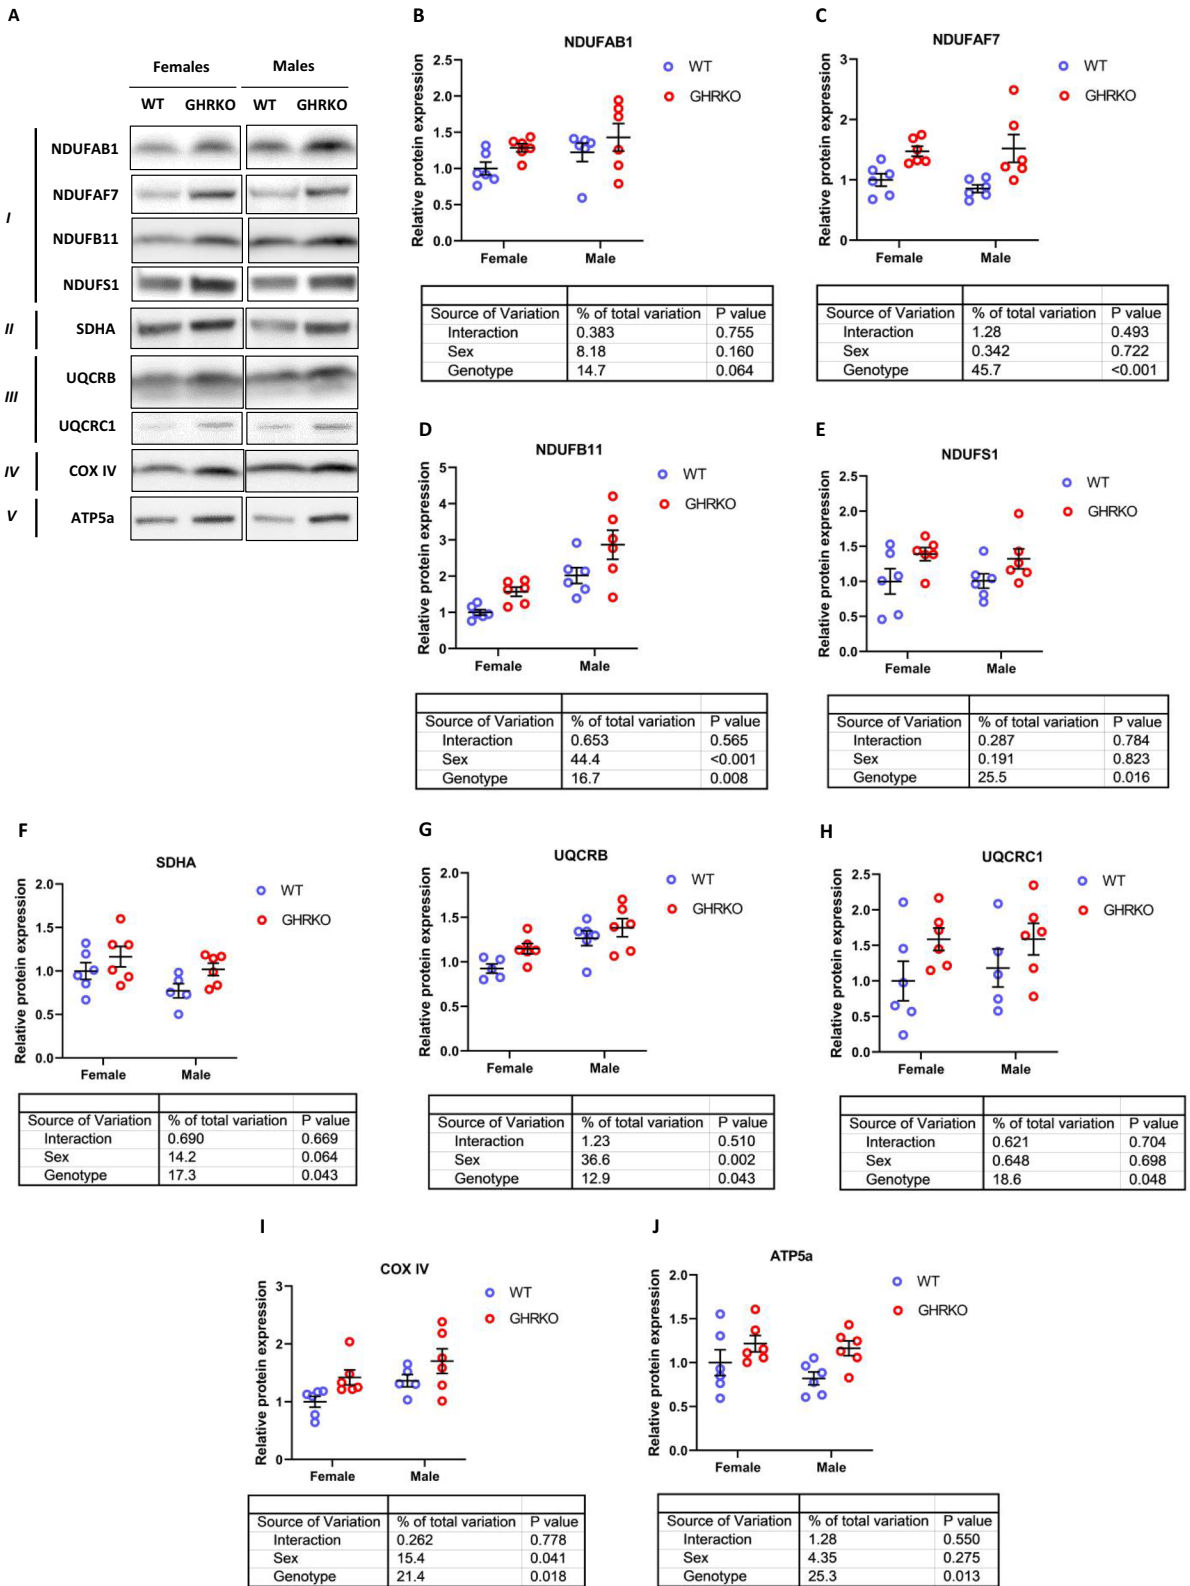 A
Females Males
WT GHRKO WT GHRKO
I
NDUFAB1
NDUFAF7
NDUFB11
NDUFS1
II
SDHA
III
UQCRB
UQCRC1
IV
COX IV
V
ATP5a
B
NDUFAB1
Relative protein expression
2.5
2.0
1.5
1.0
0.5
0.0
Female Male
WT
GHRKO
Source of Variation % of total variation P value
Interaction 0.383 0.755
Sex 8.18 0.160
Genotype 14.7 0.064
C
NDUFAF7
Relative protein expression
3
2
1
0
Female Male
WT
GHRKO
Source of Variation % of total variation P value
Interaction 1.28 0.493
Sex 0.342 0.722
Genotype 45.7 <0.001
D
NDUFB11
Relative protein expression
5
4
3
2
1
0
Female Male
WT
GHRKO
Source of Variation % of total variation P value
Interaction 0.653 0.565
Sex 44.4 <0.001
Genotype 16.7 0.008
E
NDUFS1
Relative protein expression
2.5
2.0
1.5
1.0
0.5
0.0
Female Male
WT
GHRKO
Source of Variation % of total variation P value
Interaction 0.287 0.784
Sex 0.191 0.823
Genotype 25.5 0.016
F
SDHA
Relative protein expression
2.0
1.5
1.0
0.5
0.0
Female Male
WT
GHRKO
Source of Variation % of total variation P value
Interaction 0.690 0.669
Sex 14.2 0.064
Genotype 17.3 0.043
G
UQCRB
Relative protein expression
2.0
1.5
1.0
0.5
0.0
Female Male
WT
GHRKO
Source of Variation % of total variation P value
Interaction 1.23 0.510
Sex 36.6 0.002
Genotype 12.9 0.043
H
UQCRC1
Relative protein expression
2.5
2.0
1.5
1.0
0.5
0.0
Female Male
WT
GHRKO
Source of Variation % of total variation P value
Interaction 0.621 0.704
Sex 0.648 0.698
Genotype 18.6 0.048
I
COX IV
Relative protein expression
3
2
1
0
Female Male
WT
GHRKO
Source of Variation % of total variation P value
Interaction 0.262 0.778
Sex 15.4 0.041
Genotype 21.4 0.018
J
ATP5a
Relative protein expression
2.0
1.5
1.0
0.5
0.0
Female Male
WT
GHRKO
Source of Variation % of total variation P value
Interaction 1.28 0.550
Sex 4.35 0.275
Genotype 25.3 0.013